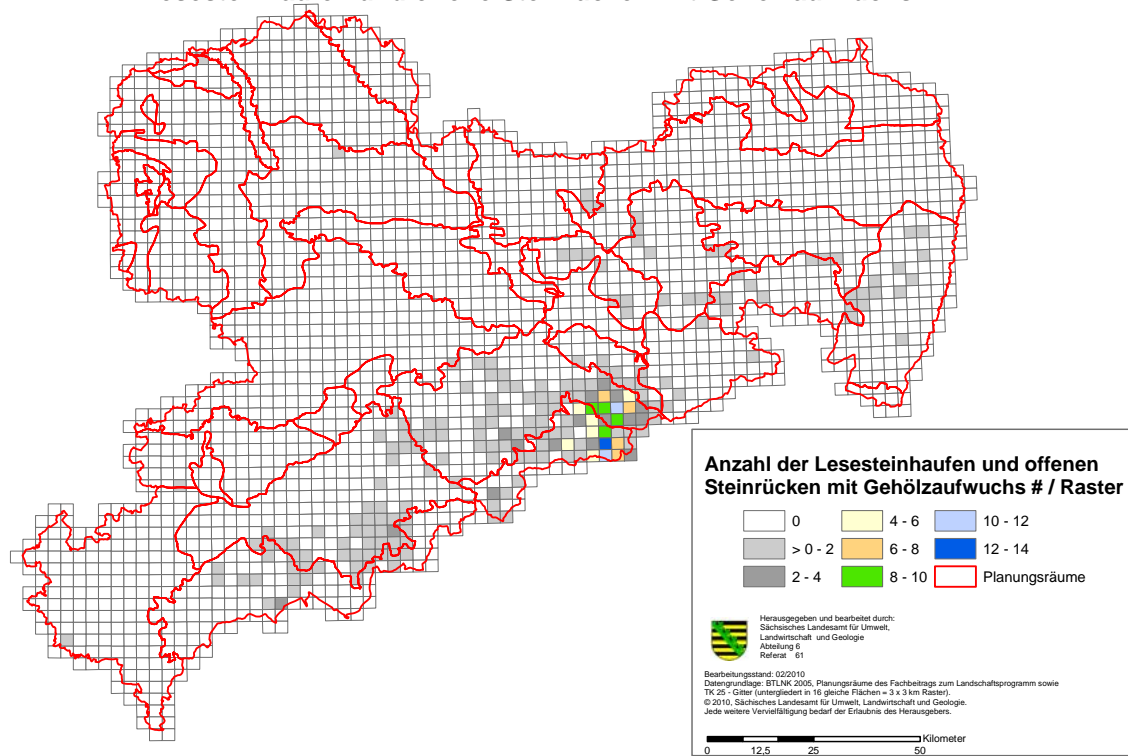 Anzahl der Lesesteinhaufen und offenen
Steinrücken mit Gehölzaufwuchs # / Raster
0
> 0 - 2
2 - 4
4 - 6
6 - 8
8 - 10
10 - 12
12 - 14
Planungsräume
Herausgegeben und bearbeitet durch:
Sächsisches Landesamt für Umwelt,
Landwirtschaft und Geologie
Abteilung 6
Referat 61
Bearbeitungsstand: 02/2010
Datengrundlage: BTLNK 2005, Planungsräume des Fachbeitrags zum Landschaftsprogramm sowie
TK 25 - Gitter (untergliedert in 16 gleiche Flächen = 3 x 3 km Raster).
© 2010, Sächsisches Landesamt für Umwelt, Landwirtschaft und Geologie.
Jede weitere Vervielfältigung bedarf der Erlaubnis des Herausgebers.
Kilometer
0 12,5 25 50